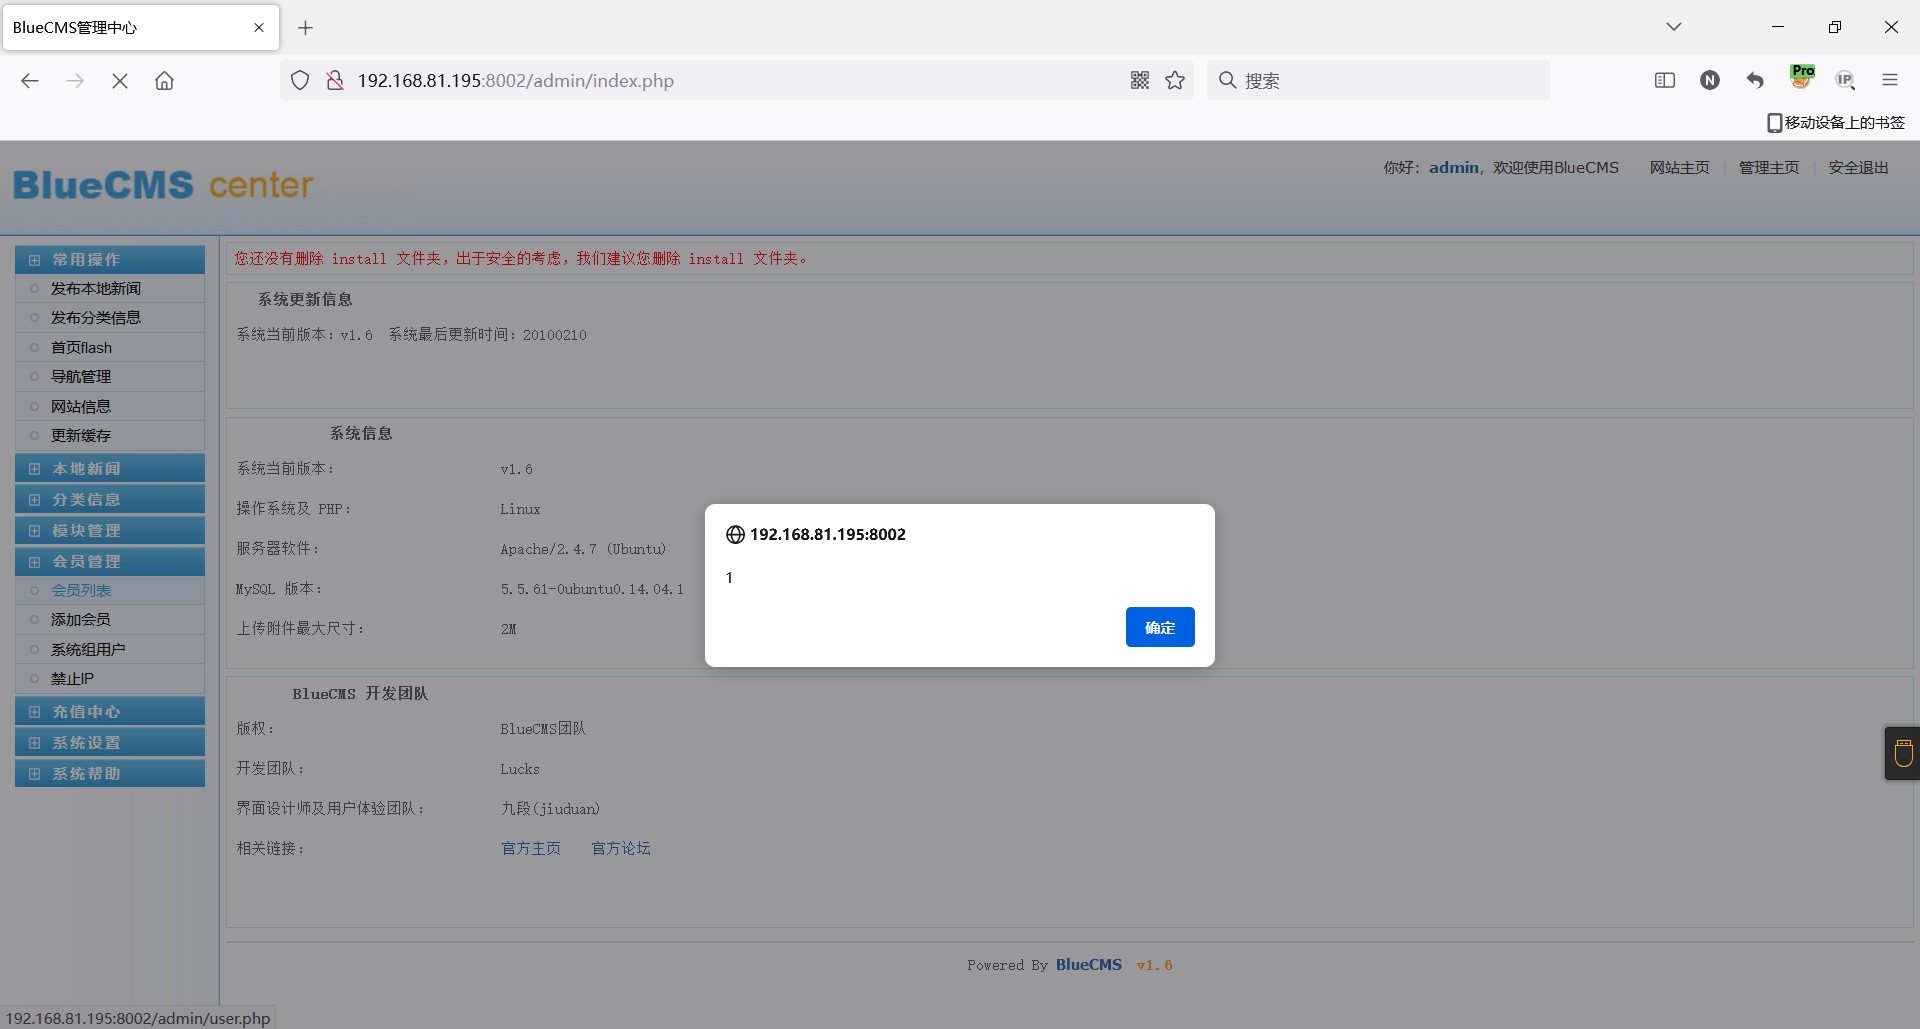 BlueCMS管理中心
192.168.81.195:8002/admin/index.php
搜索
N
Pro
IP
移动设备上的书签
BlueCMS center
你好：admin，欢迎使用BlueCMS 网站主页 管理主页 安全退出
常用操作
发布本地新闻
发布分类信息
首页flash
导航管理
网站信息
更新缓存
本地新闻
分类信息
模块管理
会员管理
会员列表
添加会员
系统组用户
禁止IP
充值中心
系统设置
系统帮助
您还没有删除 install 文件夹，出于安全的考虑，我们建议您删除 install 文件夹。
系统更新信息
系统当前版本：v1.6 系统最后更新时间：20100210
系统信息
系统当前版本： v1.6
操作系统及 PHP： Linux
服务器软件： Apache/2.4.7 (Ubuntu)
MySQL 版本： 5.5.61-0ubuntu0.14.04.1
上传附件最大尺寸： 2M
192.168.81.195:8002
1
确定
BlueCMS 开发团队
版权： BlueCMS团队
开发团队： Lucks
界面设计师及用户体验团队： 九段(jiuduan)
相关链接： 官方主页 官方论坛
Powered By BlueCMS v1.6
192.168.81.195:8002/admin/user.php